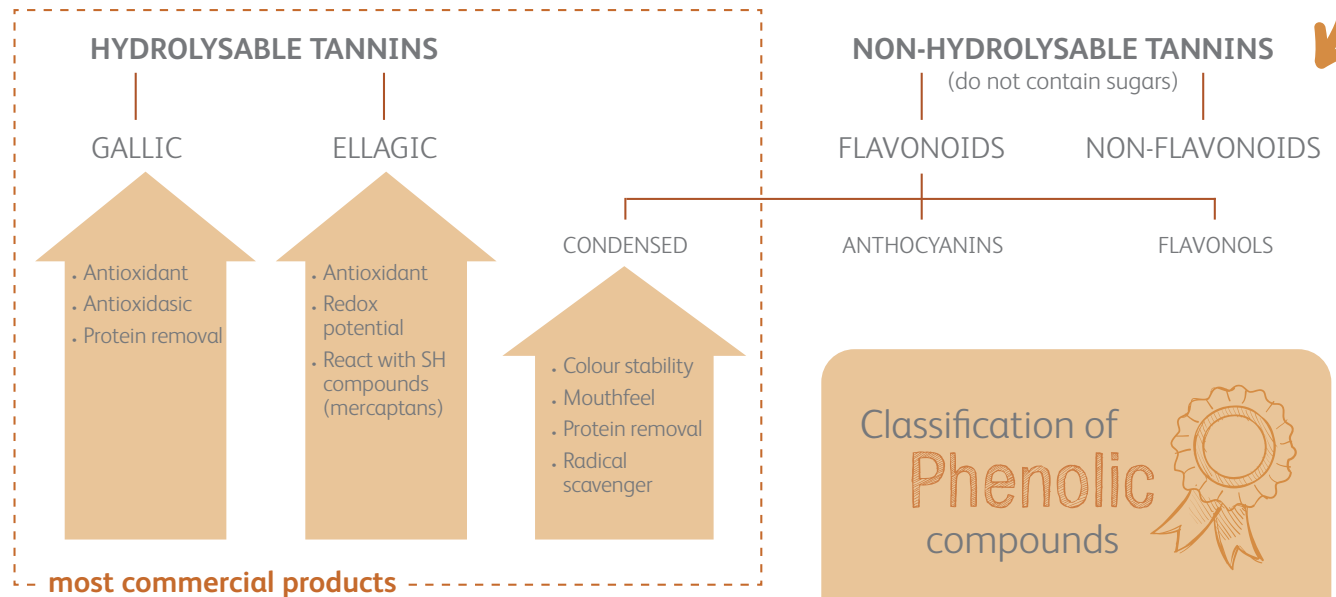 HYDROLYSABLE TANNINS
GALLIC
ELLAGIC
. Antioxidant
. Antioxidasic
. Protein removal
. Antioxidant
. Redox
potential
. React with SH
compounds
(mercaptans)
NON-HYDROLYSABLE TANNINS
(do not contain sugars)
FLAVONOIDS
NON-FLAVONOIDS
CONDENSED
ANTHOCYANINS
FLAVONOLS
. Colour stability
. Mouthfeel
. Protein removal
. Radical
scavenger
most commercial products
Classification of
Phenolic
compounds